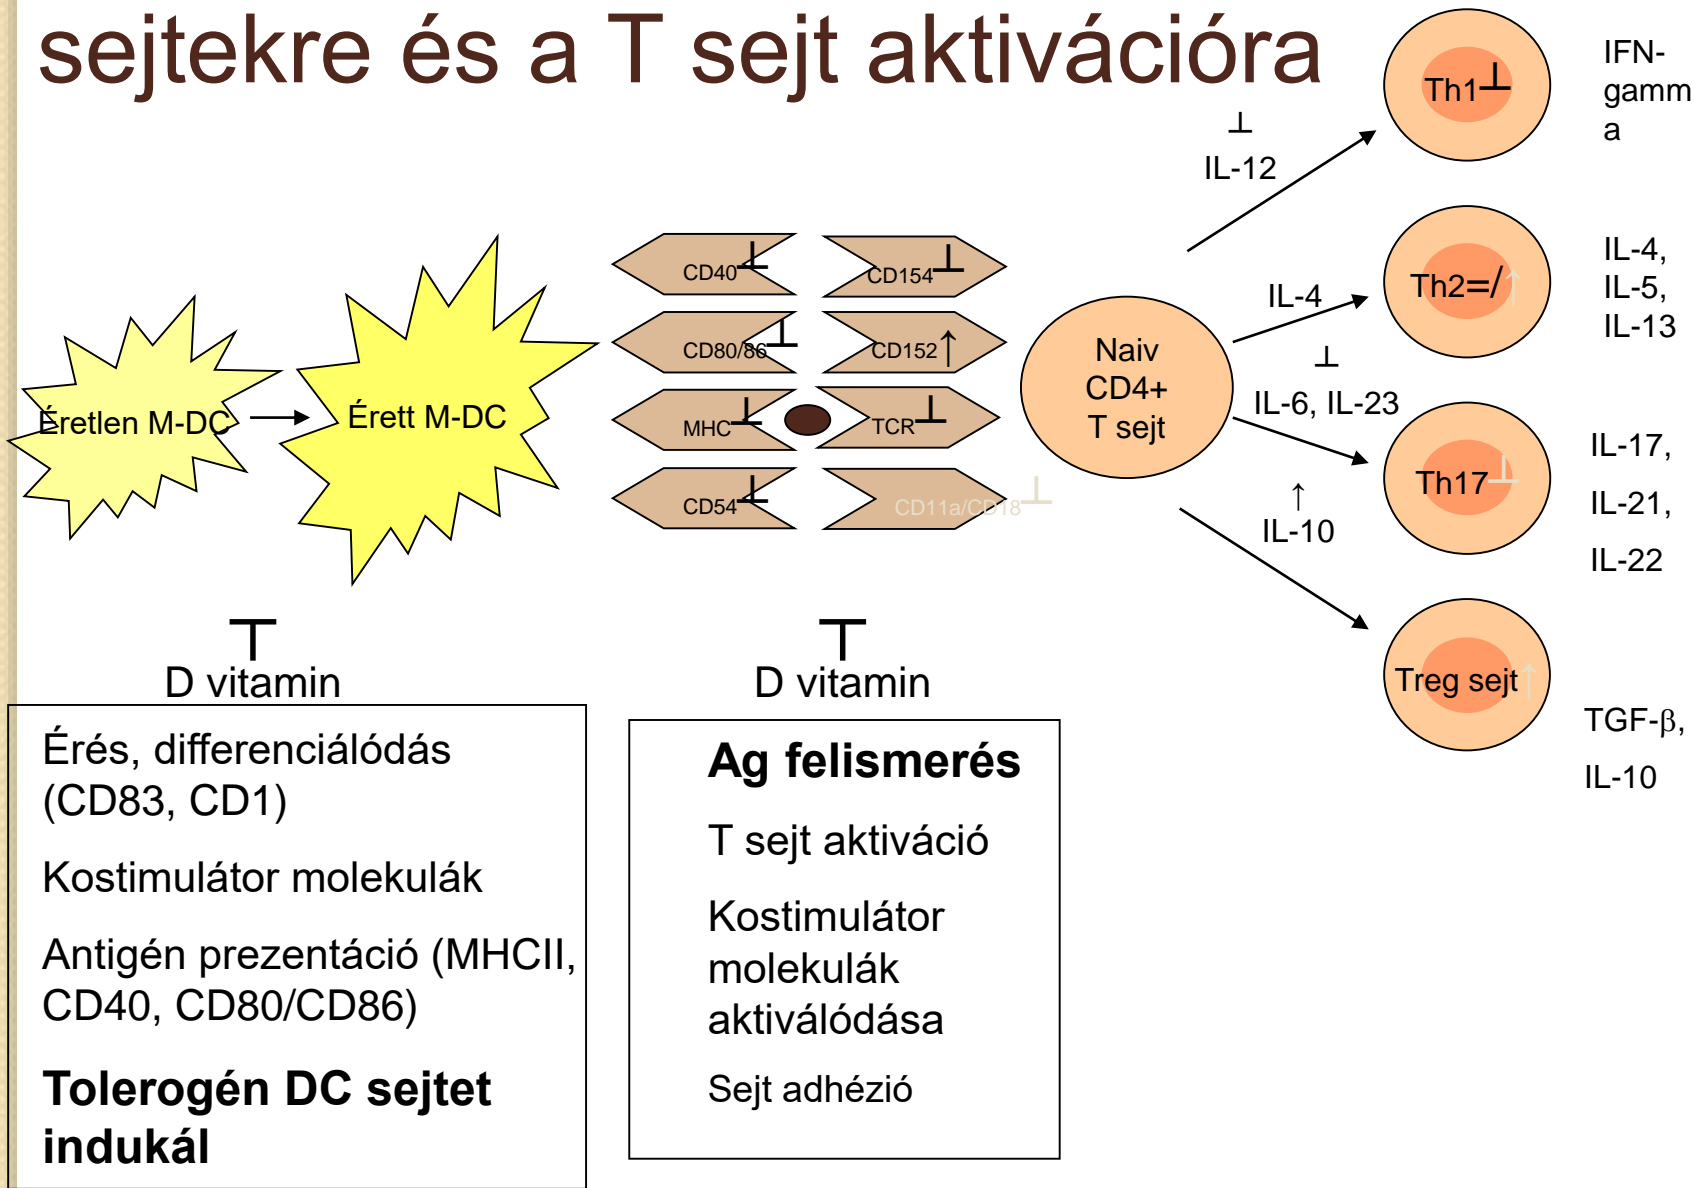 sejtekre és a T sejt aktivációra
Éretlen M-DC
Érett M-DC
CD40⊥
CD154⊥
CD80/86⊥
CD152↑
MHC⊥
TCR⊥
CD54⊥
CD11a/CD18⊥
Naiv
CD4+
T sejt
⊥
IL-12
IL-4
⊥
IL-6, IL-23
↑
IL-10
Th1⊥
IFN-
gamm
a
Th2=/↑
IL-4,
IL-5,
IL-13
Th17⊥
IL-17,
IL-21,
IL-22
Treg sejt↑
TGF-β,
IL-10
⊤
D vitamin
Érés, differenciálódás
(CD83, CD1)
Kostimulátor molekulák
Antigén prezentáció (MHCII,
CD40, CD80/CD86)
Tolerogén DC sejtet
indukál
⊤
D vitamin
Ag felismerés
T sejt aktiváció
Kostimulátor
molekulák
aktiválódása
Sejt adhézió